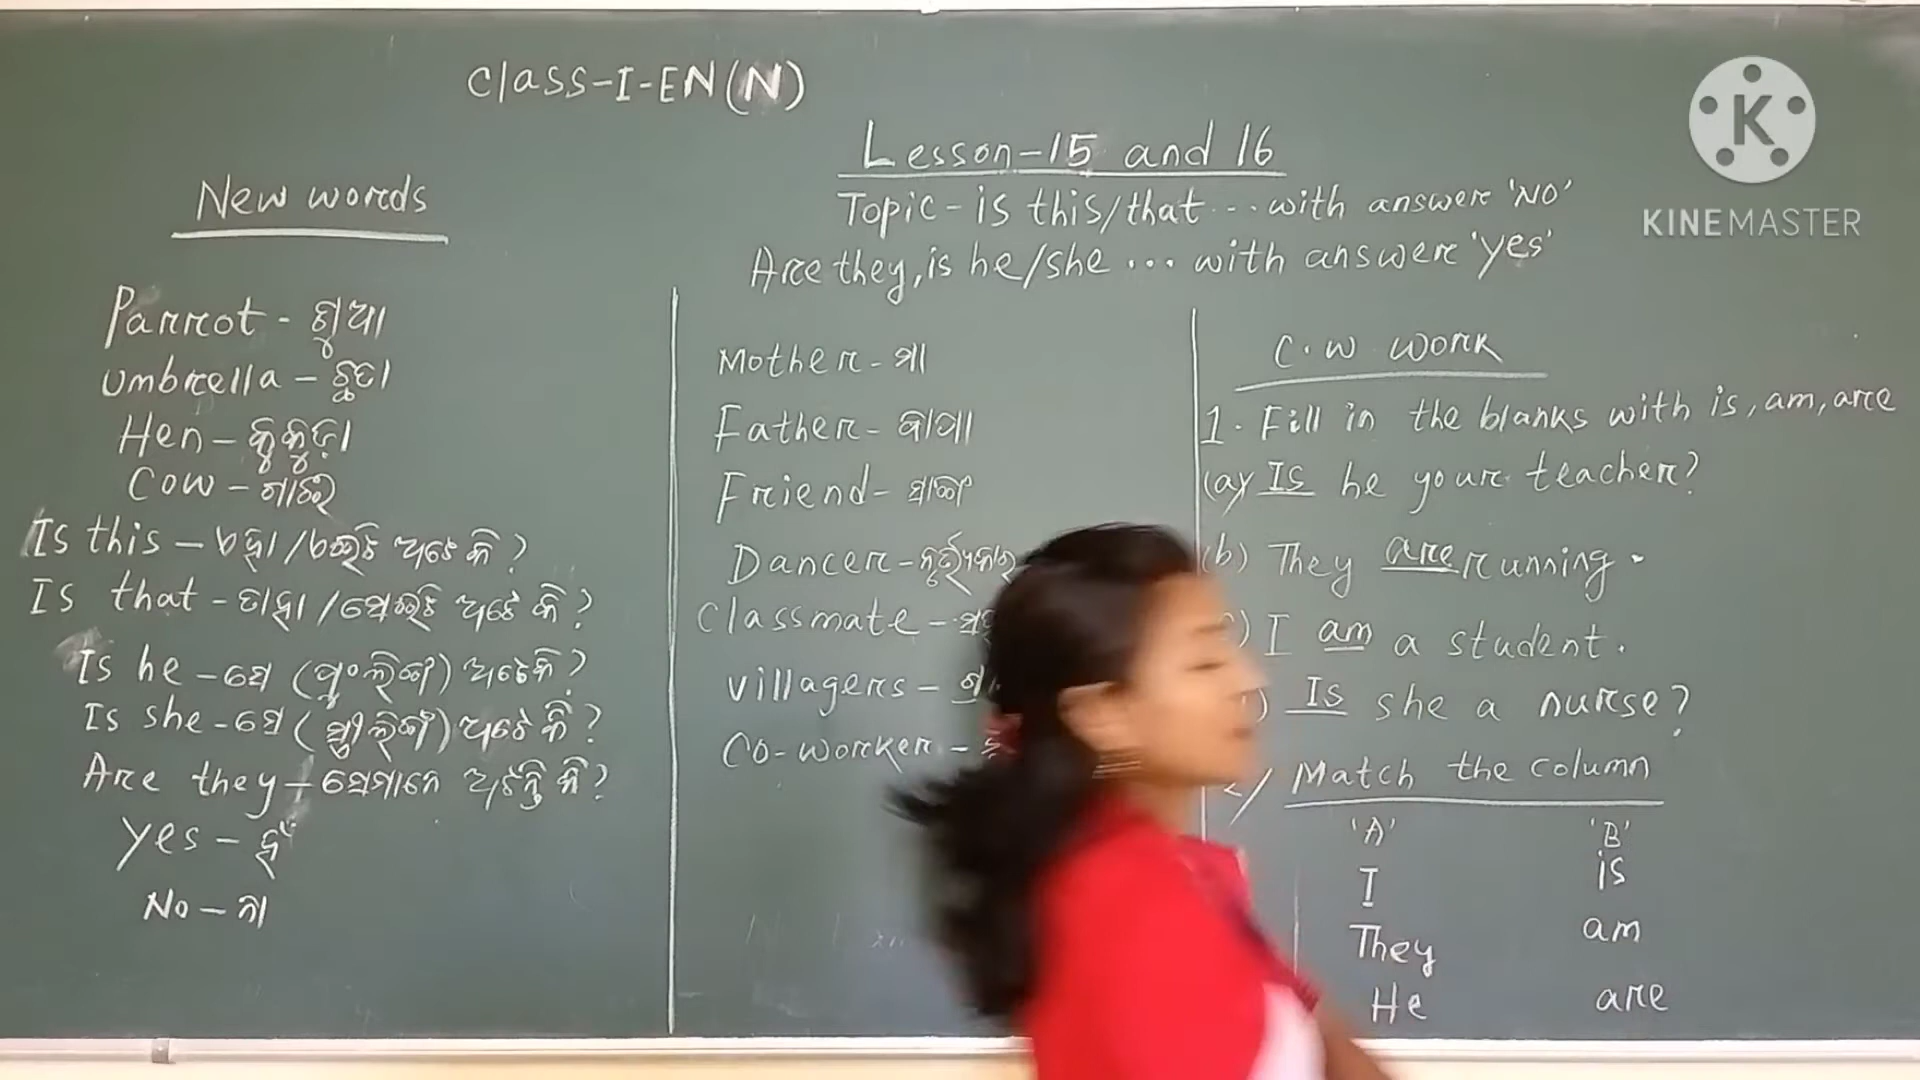 Class-I-EN(N)
Lesson-15 and 16
Topic - is this/that ... with answer 'NO'
Are they, is he/she ... with answer 'yes'
New words
Parrot - ଶୁଆ
Umbrella - ଛତା
Hen - କୁକୁଡ଼ା
Cow - ଗାଈ
Is this - ଏହା/ଏଇଟି ଅଟେ କି?
Is that - ତାହା/ସେଇଟି ଅଟେ କି?
Is he - ସେ (ପୁଂଲିଙ୍ଗ) ଅଟେ କି?
Is she - ସେ (ସ୍ତ୍ରୀଲିଙ୍ଗ) ଅଟେ କି?
Are they - ସେମାନେ ଅଟନ୍ତି କି?
Yes - ହଁ
No - ନା
Mother - ମା
Father - ବାପା
Friend - ସାଙ୍ଗ
Dancer -
Classmate -
Villagers -
Co-worker -
C.W WORK
1. Fill in the blanks with is, am, are
(a) Is he your teacher?
(b) They are running.
) I am a student.
) Is she a nurse?
Match the column
'A' 'B'
I is
They am
He are
KINEMASTER